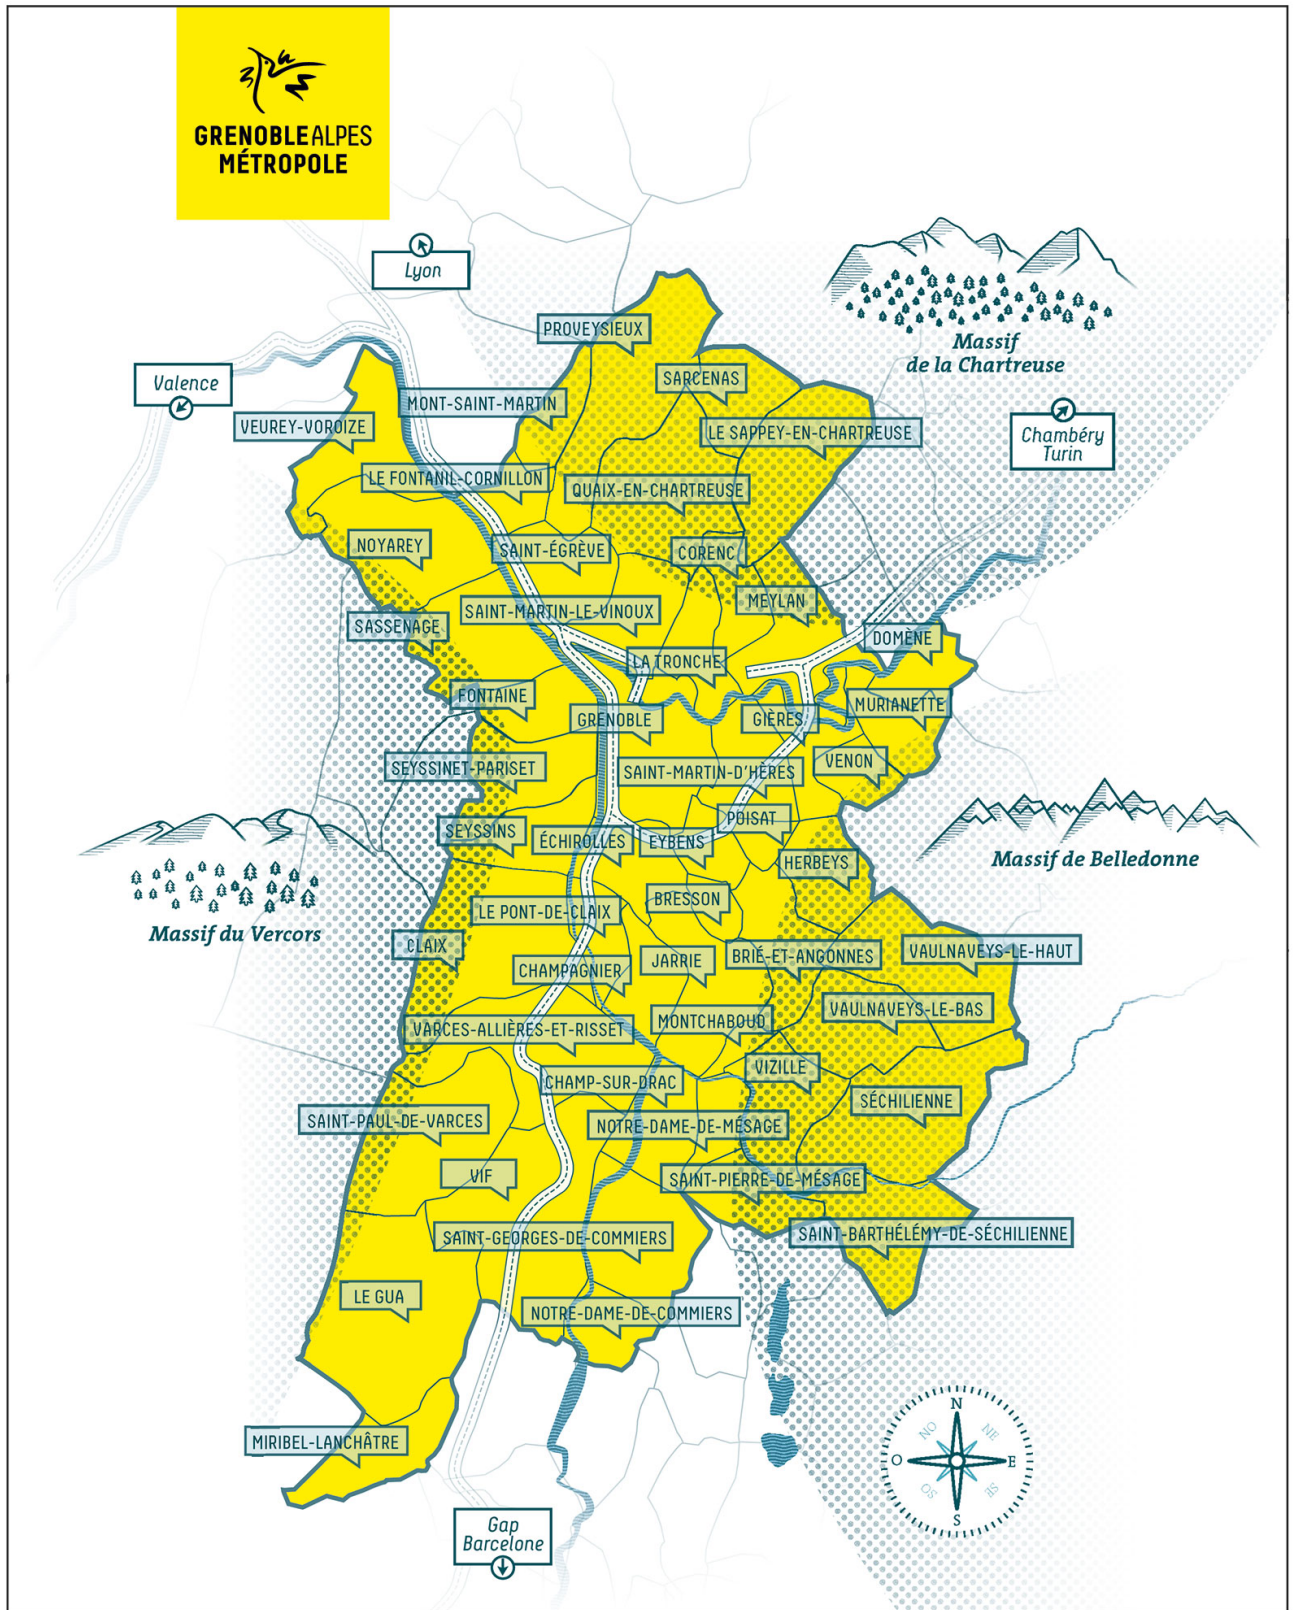 GRENOBLEALPES
MÉTROPOLE
Lyon
Massif
de la Chartreuse
PROVEYSIEUX
Valence
SARCENAS
MONT-SAINT-MARTIN
VEUREY-VOROIZE
LE SAPPEY-EN-CHARTREUSE
Chambéry
Turin
LE FONTANIL-CORNILLON
QUAIX-EN-CHARTREUSE
NOYAREY
SAINT-ÉGRÈVE
CORENC
MEYLAN
SAINT-MARTIN-LE-VINOUX
SASSENAGE
DOMÈNE
LA TRONCHE
FONTAINE
MURIANETTE
GRENOBLE
GIÈRES
SEYSSINET-PARISET
SAINT-MARTIN-D'HÈRES
VENON
POISAT
SEYSSINS
ÉCHIROLLES
EYBENS
HERBEYS
Massif de Belledonne
Massif du Vercors
BRESSON
LE PONT-DE-CLAIX
CLAIX
JARRIE
BRIÉ-ET-ANGONNES
VAULNAVEYS-LE-HAUT
CHAMPAGNIER
VAULNAVEYS-LE-BAS
VARCES-ALLIÈRES-ET-RISSET
MONTCHABOUD
VIZILLE
CHAMP-SUR-DRAC
SÉCHILIENNE
SAINT-PAUL-DE-VARCES
NOTRE-DAME-DE-MÉSAGE
VIF
SAINT-PIERRE-DE-MÉSAGE
SAINT-GEORGES-DE-COMMIERS
SAINT-BARTHÉLÉMY-DE-SÉCHILIENNE
LE GUA
NOTRE-DAME-DE-COMMIERS
MIRIBEL-LANCHÂTRE
N
NO
NE
O
E
SO
SE
S
Gap
Barcelone